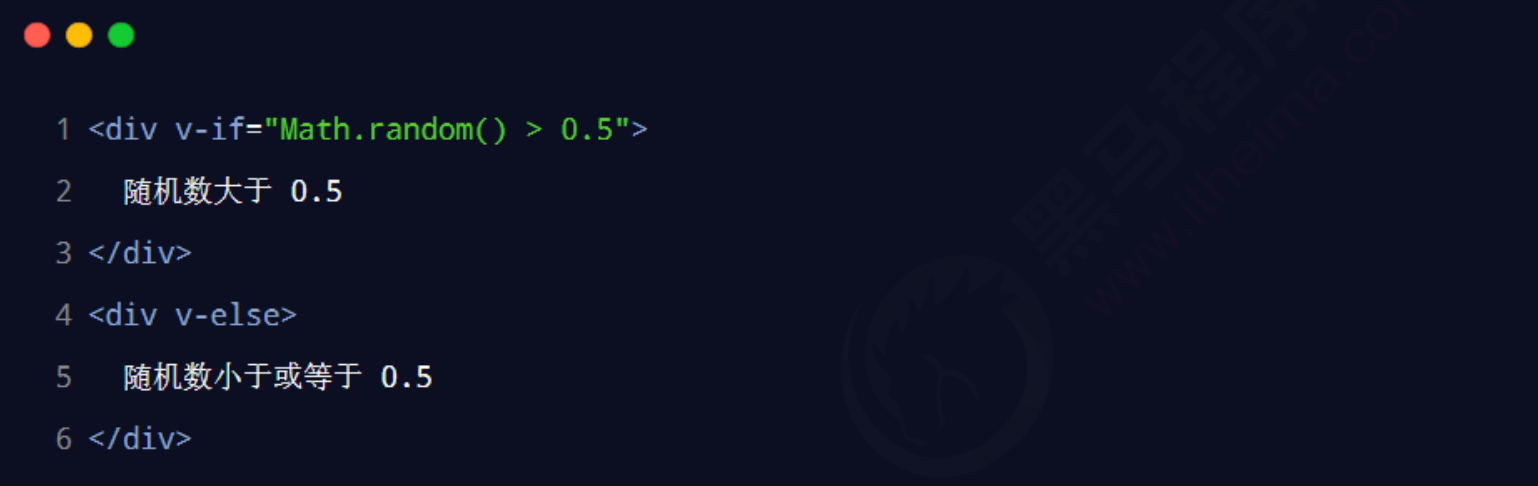 1 <div v-if="Math.random() > 0.5">
2   随机数大于 0.5
3 </div>
4 <div v-else>
5   随机数小于或等于 0.5
6 </div>
黑马程序
www.itheima.com